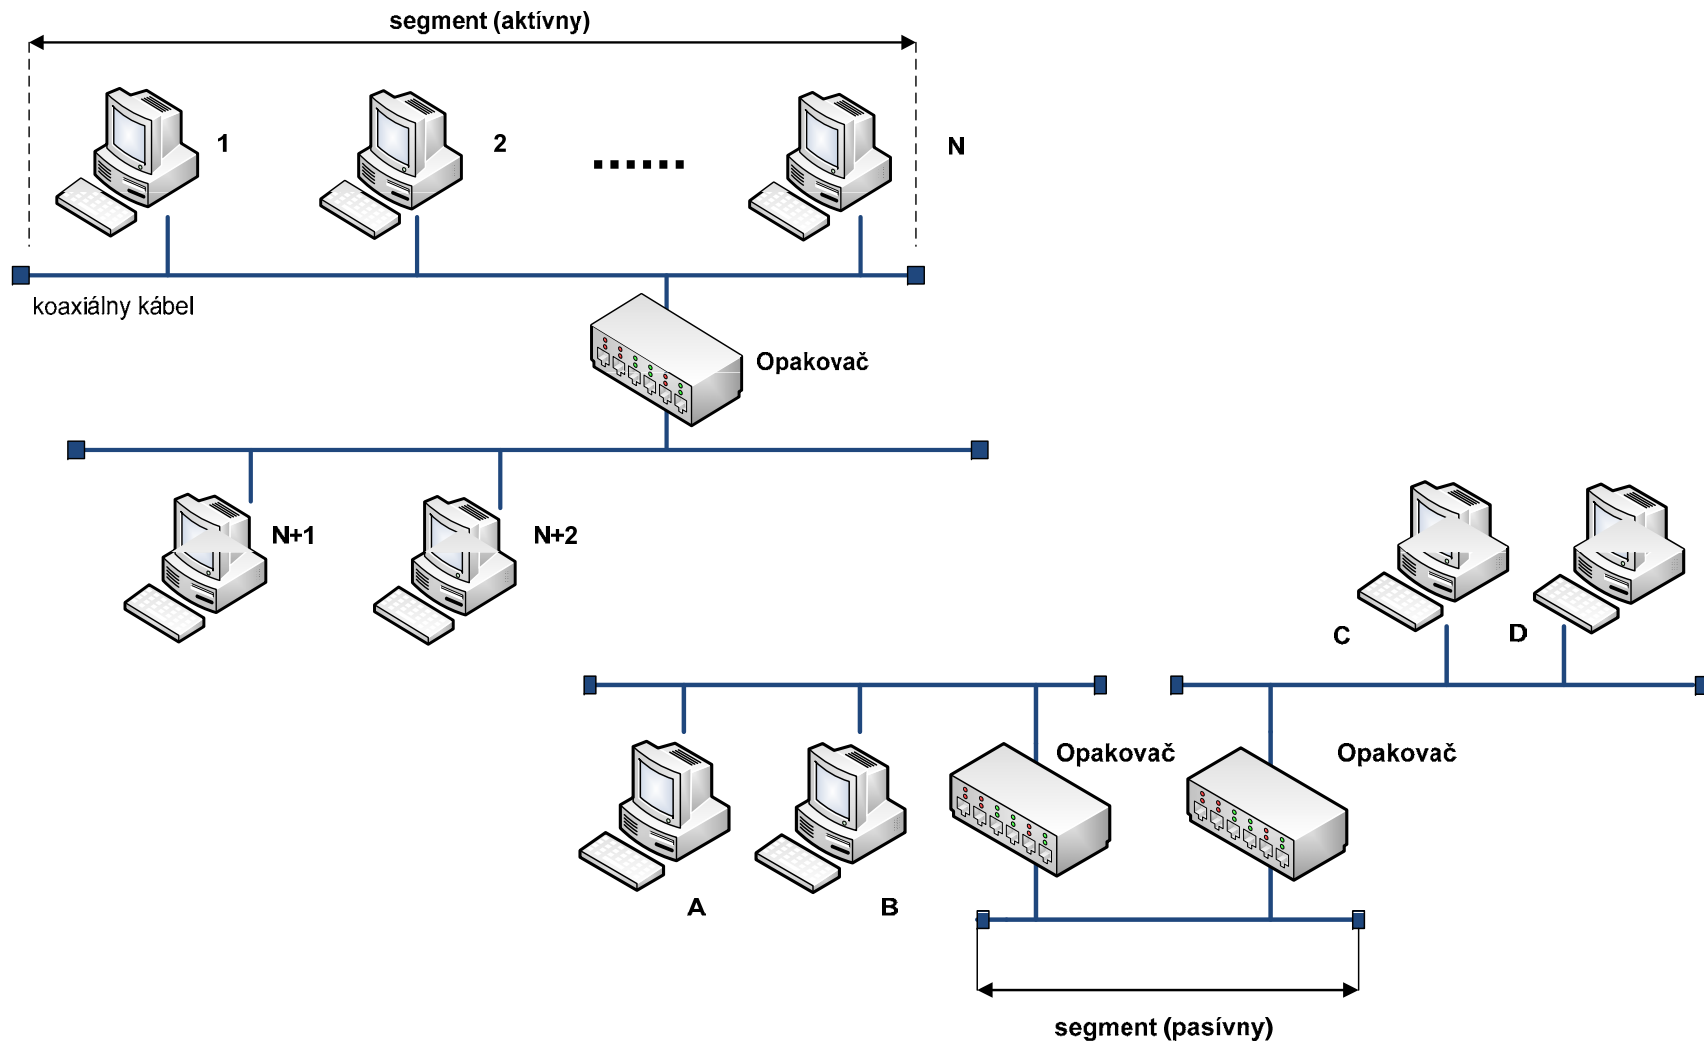 segment (aktívny)
1
2
......
N
koaxiálny kábel
Opakovač
N+1
N+2
C
D
Opakovač
Opakovač
A
B
segment (pasívny)